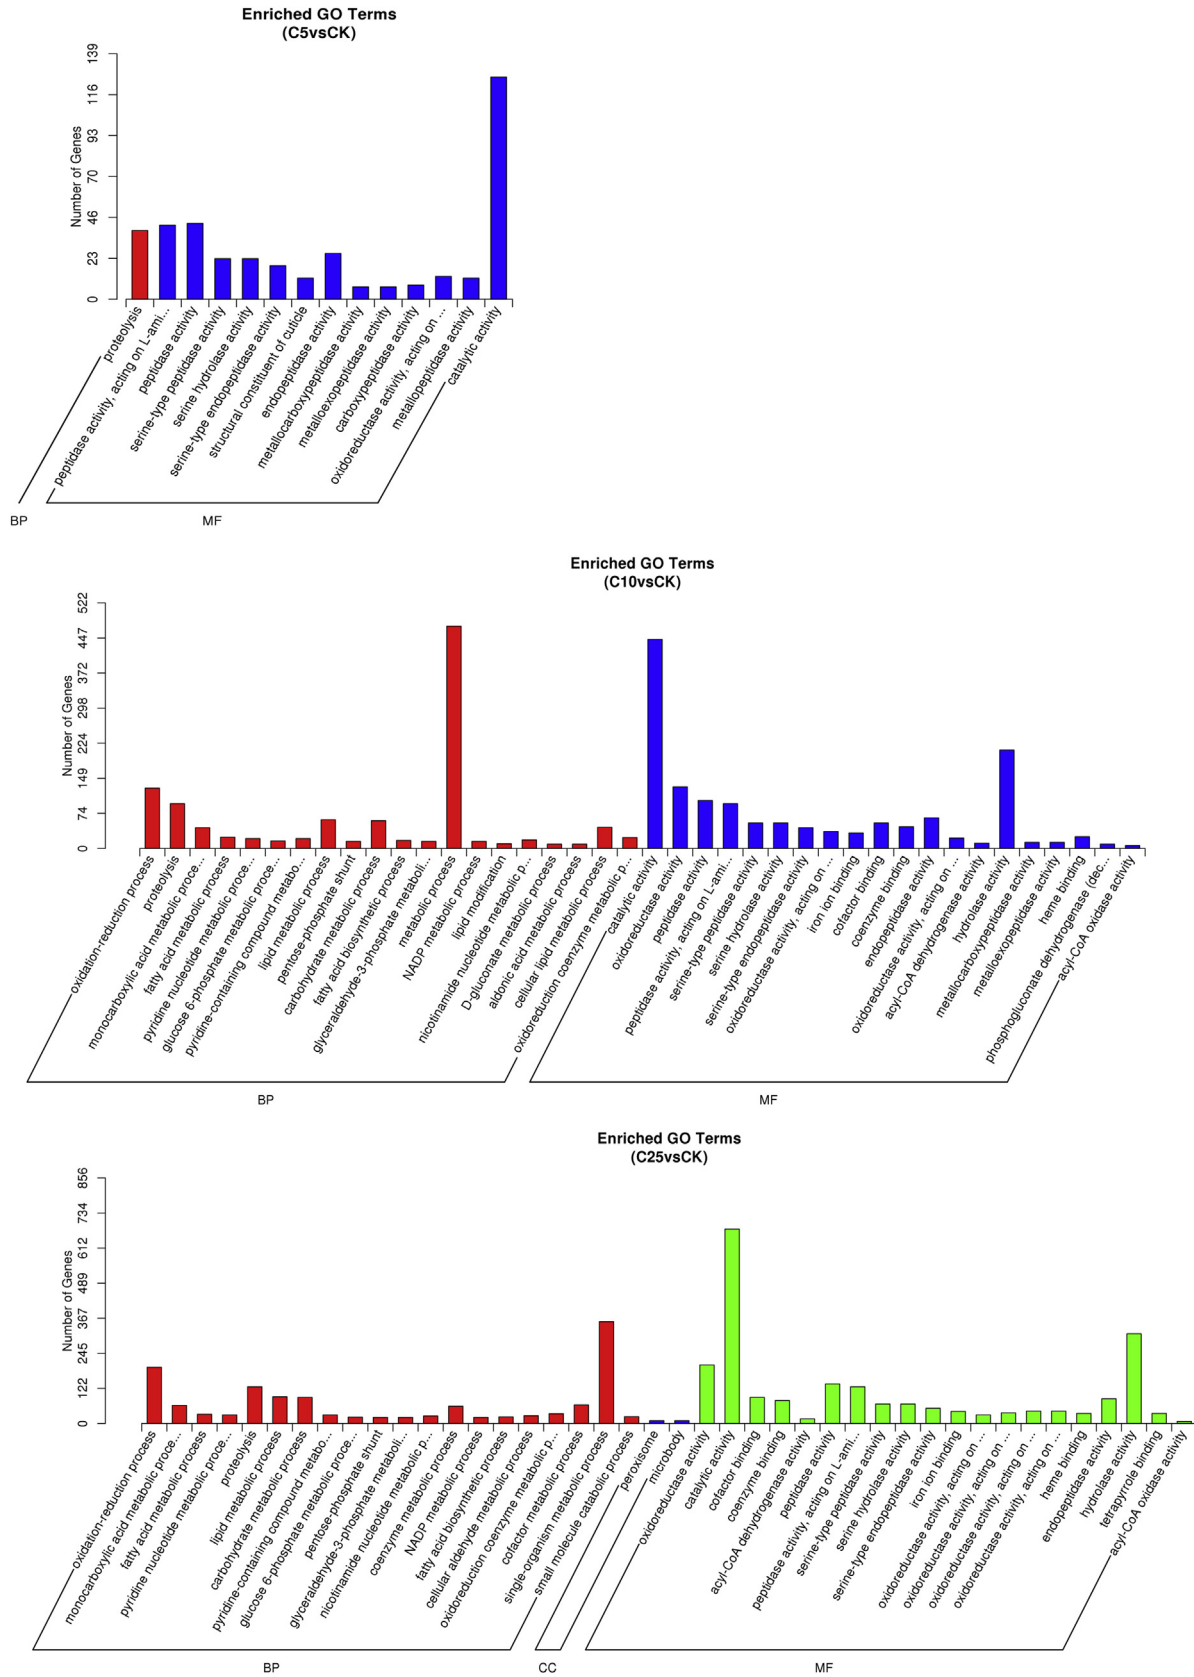 Enriched GO Terms
(C5vsCK)
Number of Genes
139
116
93
70
46
23
0
proteolysis
peptidase activity, acting on L-ami...
peptidase activity
serine-type peptidase activity
serine hydrolase activity
serine-type endopeptidase activity
structural constituent of cuticle
endopeptidase activity
metallocarboxypeptidase activity
metalloexopeptidase activity
carboxypeptidase activity
oxidoreductase activity, acting on ...
metallopeptidase activity
catalytic activity
BP
MF
Enriched GO Terms
(C10vsCK)
Number of Genes
522
447
372
298
224
149
74
0
oxidation-reduction process
proteolysis
monocarboxylic acid metabolic proce...
fatty acid metabolic process
pyridine nucleotide metabolic proce...
glucose 6-phosphate metabolic proce...
pyridine-containing compound metabo...
lipid metabolic process
pentose-phosphate shunt
carbohydrate metabolic process
fatty acid biosynthetic process
glyceraldehyde-3-phosphate metaboli...
metabolic process
NADP metabolic process
lipid modification
nicotinamide nucleotide metabolic p...
D-gluconate metabolic process
aldonic acid metabolic process
cellular lipid metabolic process
oxidoreduction coenzyme metabolic p...
catalytic activity
oxidoreductase activity
peptidase activity
peptidase activity, acting on L-ami...
serine-type peptidase activity
serine hydrolase activity
serine-type endopeptidase activity
oxidoreductase activity, acting on ...
iron ion binding
cofactor binding
coenzyme binding
endopeptidase activity
oxidoreductase activity, acting on ...
acyl-CoA dehydrogenase activity
hydrolase activity
metallocarboxypeptidase activity
metalloexopeptidase activity
heme binding
phosphogluconate dehydrogenase (dec...
acyl-CoA oxidase activity
BP
MF
Enriched GO Terms
(C25vsCK)
Number of Genes
856
734
612
489
367
245
122
0
oxidation-reduction process
monocarboxylic acid metabolic proce...
fatty acid metabolic process
pyridine nucleotide metabolic proce...
proteolysis
lipid metabolic process
carbohydrate metabolic process
pyridine-containing compound metabo...
glucose 6-phosphate metabolic proce...
pentose-phosphate shunt
glyceraldehyde-3-phosphate metaboli...
nicotinamide nucleotide metabolic p...
coenzyme metabolic process
NADP metabolic process
fatty acid biosynthetic process
cellular aldehyde metabolic process
oxidoreduction coenzyme metabolic p...
cofactor metabolic process
single-organism metabolic process
small molecule catabolic process
peroxisome
microbody
oxidoreductase activity
catalytic activity
cofactor binding
coenzyme binding
acyl-CoA dehydrogenase activity
peptidase activity
peptidase activity, acting on L-ami...
serine-type peptidase activity
serine hydrolase activity
serine-type endopeptidase activity
iron ion binding
oxidoreductase activity, acting on ...
oxidoreductase activity, acting on ...
oxidoreductase activity, acting on ...
oxidoreductase activity, acting on ...
heme binding
endopeptidase activity
hydrolase activity
tetrapyrrole binding
acyl-CoA oxidase activity
BP
CC
MF